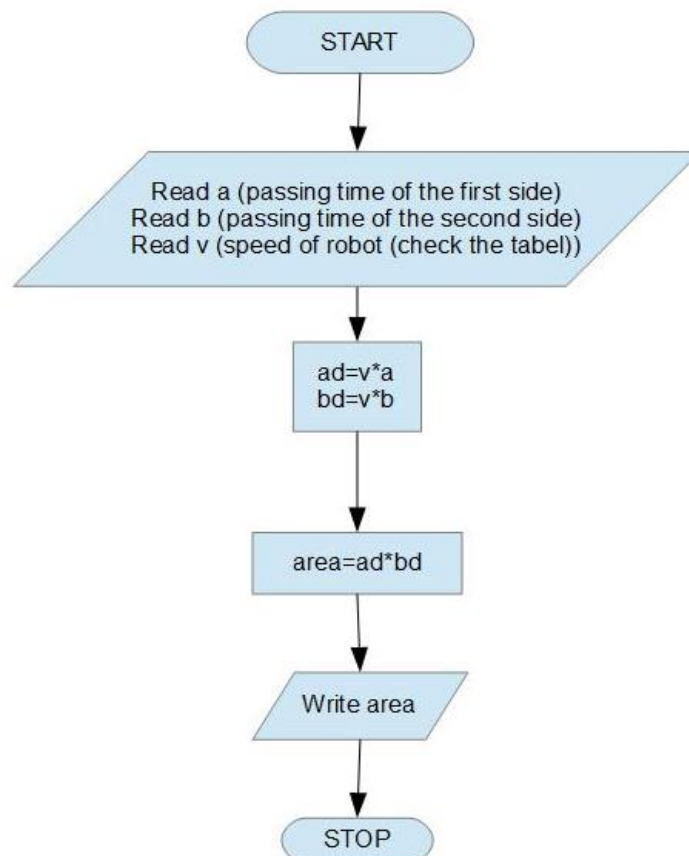 START
Read a (passing time of the first side)
Read b (passing time of the second side)
Read v (speed of robot (check the tabel))
ad=v*a
bd=v*b
area=ad*bd
Write area
STOP